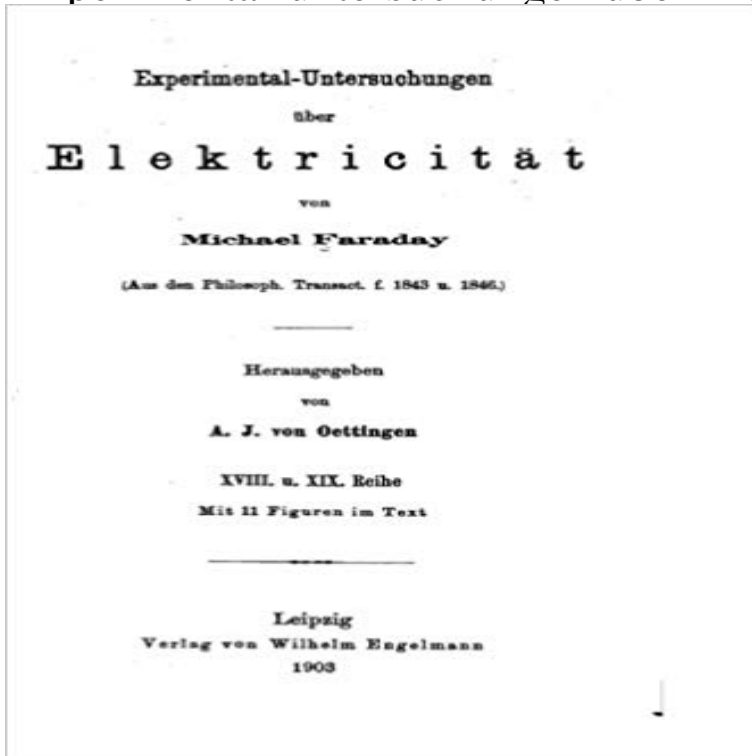 Experimental-Untersuchungen
über
Elektricität
von
Michael Faraday
(Aus den Philosoph. Transact. f. 1843 u. 1846.)
Herausgegeben
von
A. J. von Oettingen
XVIII. u. XIX. Reihe
Mit 11 Figuren im Text
Leipzig
Verlag von Wilhelm Engelmann
1903